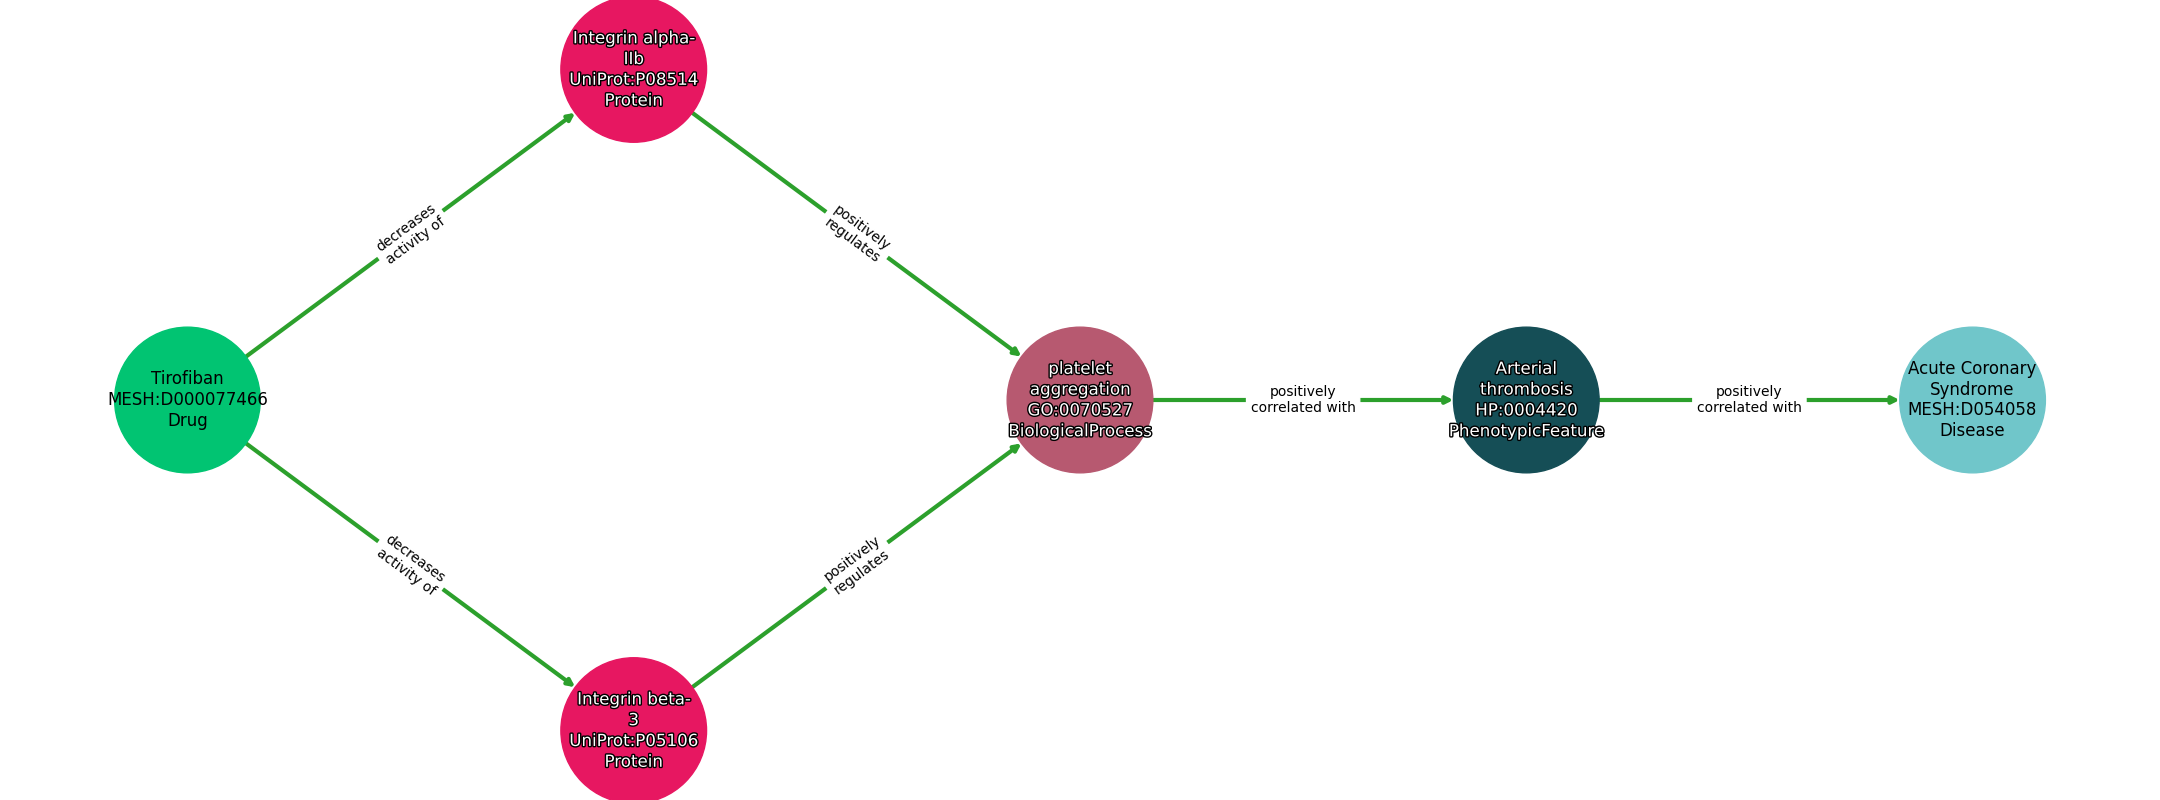 Integrin alpha-
IIb
UniProt:P08514
Protein
decreases
activity of
positively
regulates
Tirofiban
MESH:D000077466
Drug
platelet
aggregation
GO:0070527
BiologicalProcess
positively
correlated with
Arterial
thrombosis
HP:0004420
PhenotypicFeature
positively
correlated with
Acute Coronary
Syndrome
MESH:D054058
Disease
decreases
activity of
positively
regulates
Integrin beta-
3
UniProt:P05106
Protein